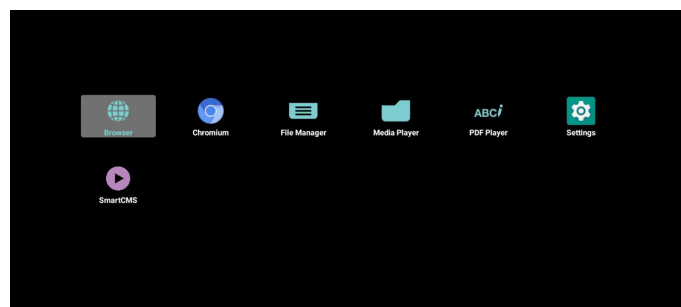 Browser
Chromium
File Manager
Media Player
ABCi
PDF Player
Settings
SmartCMS